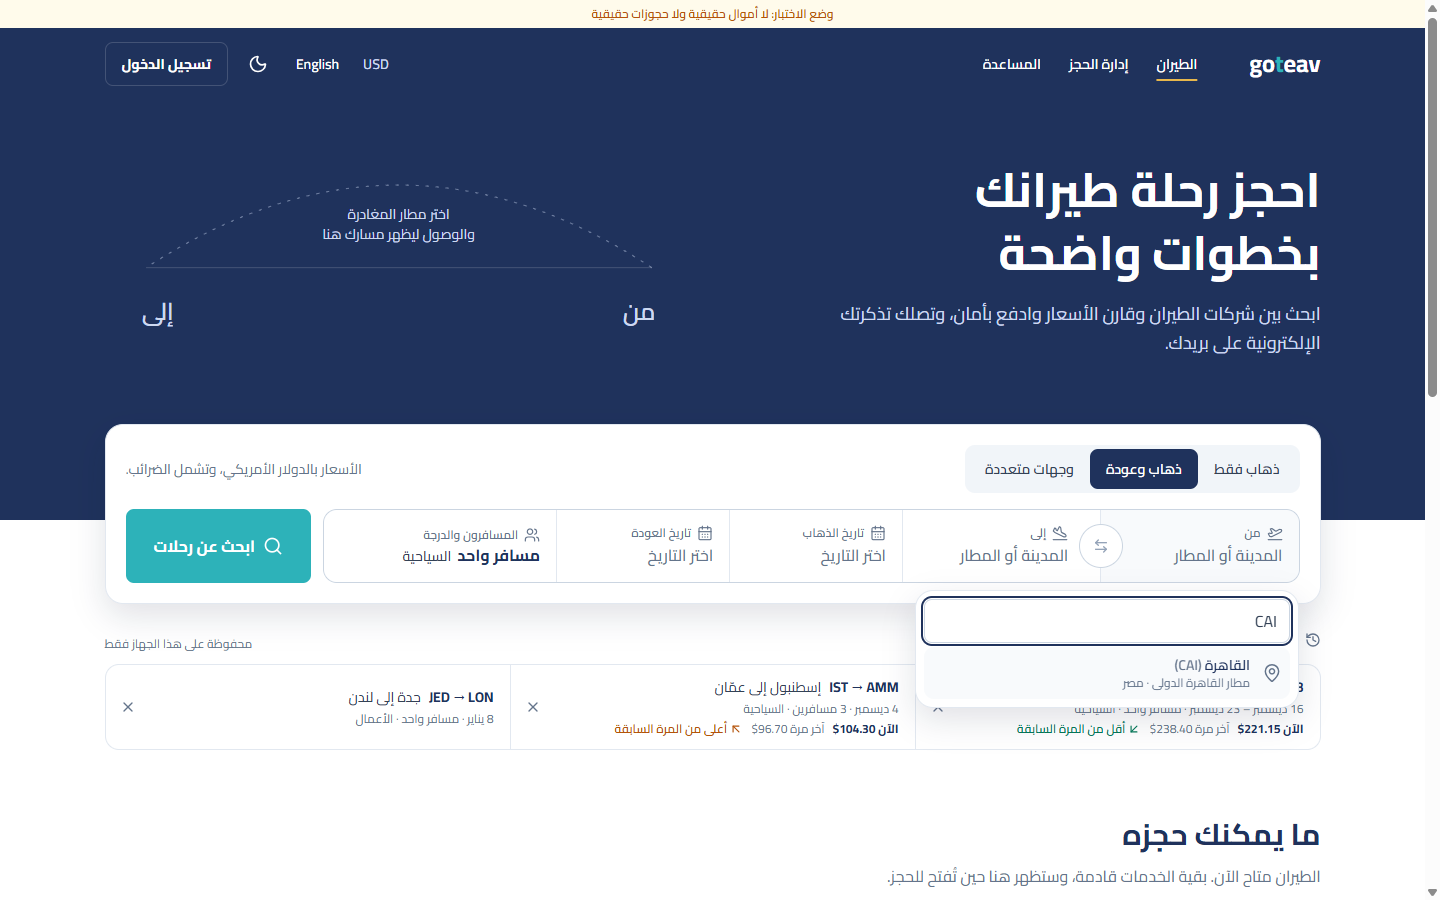 وضع الاختبار: لا أموال حقيقية ولا حجوزات حقيقية
goteav
الطيران
إدارة الحجز
المساعدة
USD
English
تسجيل الدخول
احجز رحلة طيرانك
بخطوات واضحة
ابحث بين شركات الطيران وقارن الأسعار وادفع بأمان، وتصلك تذكرتك
الإلكترونية على بريدك.
اختر مطار المغادرة
والوصول ليظهر مسارك هنا
من
إلى
ذهاب فقط
ذهاب وعودة
وجهات متعددة
الأسعار بالدولار الأمريكي، وتشمل الضرائب.
من
المدينة أو المطار
إلى
المدينة أو المطار
تاريخ الذهاب
اختر التاريخ
تاريخ العودة
اختر التاريخ
المسافرون والدرجة
مسافر واحد السياحية
ابحث عن رحلات
CAI
القاهرة (CAI)
مطار القاهرة الدولي · مصر
محفوظة على هذا الجهاز فقط
16 ديسمبر – 23 ديسمبر · مسافر واحد · السياحية
الآن $221.15 آخر مرة $238.40 أقل من المرة السابقة
IST → AMM إسطنبول إلى عمّان
4 ديسمبر · 3 مسافرين · السياحية
الآن $104.30 آخر مرة $96.70 أعلى من المرة السابقة
JED → LON جدة إلى لندن
8 يناير · مسافر واحد · الأعمال
ما يمكنك حجزه
الطيران متاح الآن. بقية الخدمات قادمة، وستظهر هنا حين تُفتح للحجز.